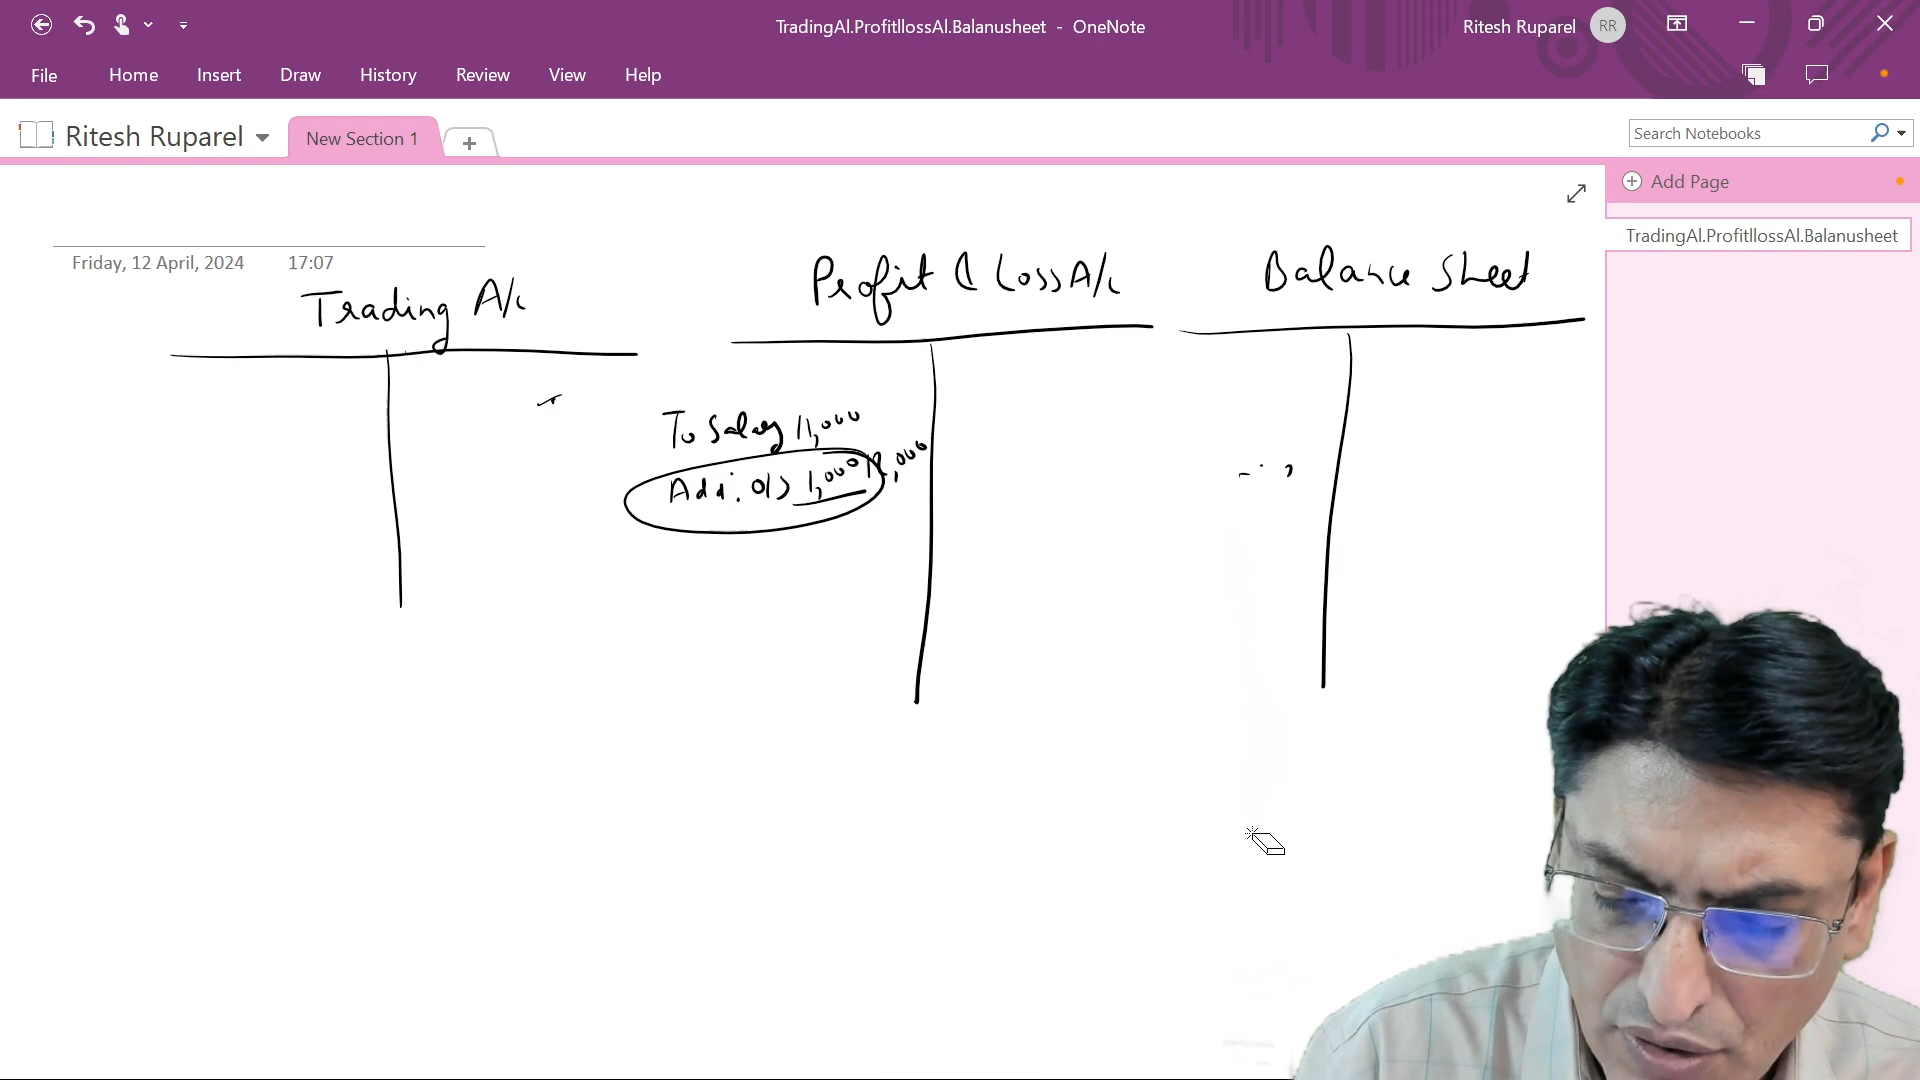 TradingAl.ProfitllossAl.Balanusheet - OneNote
Ritesh Ruparel RR
File Home Insert Draw History Review View Help
Ritesh Ruparel New Section 1 +
Search Notebooks
Add Page
TradingAl.ProfitllossAl.Balanusheet
Friday, 12 April, 2024 17:07
Trading A/c
Profit & Loss A/c
Balance Sheet
To Salary 11,000
Add: O/S 1,000 12,000